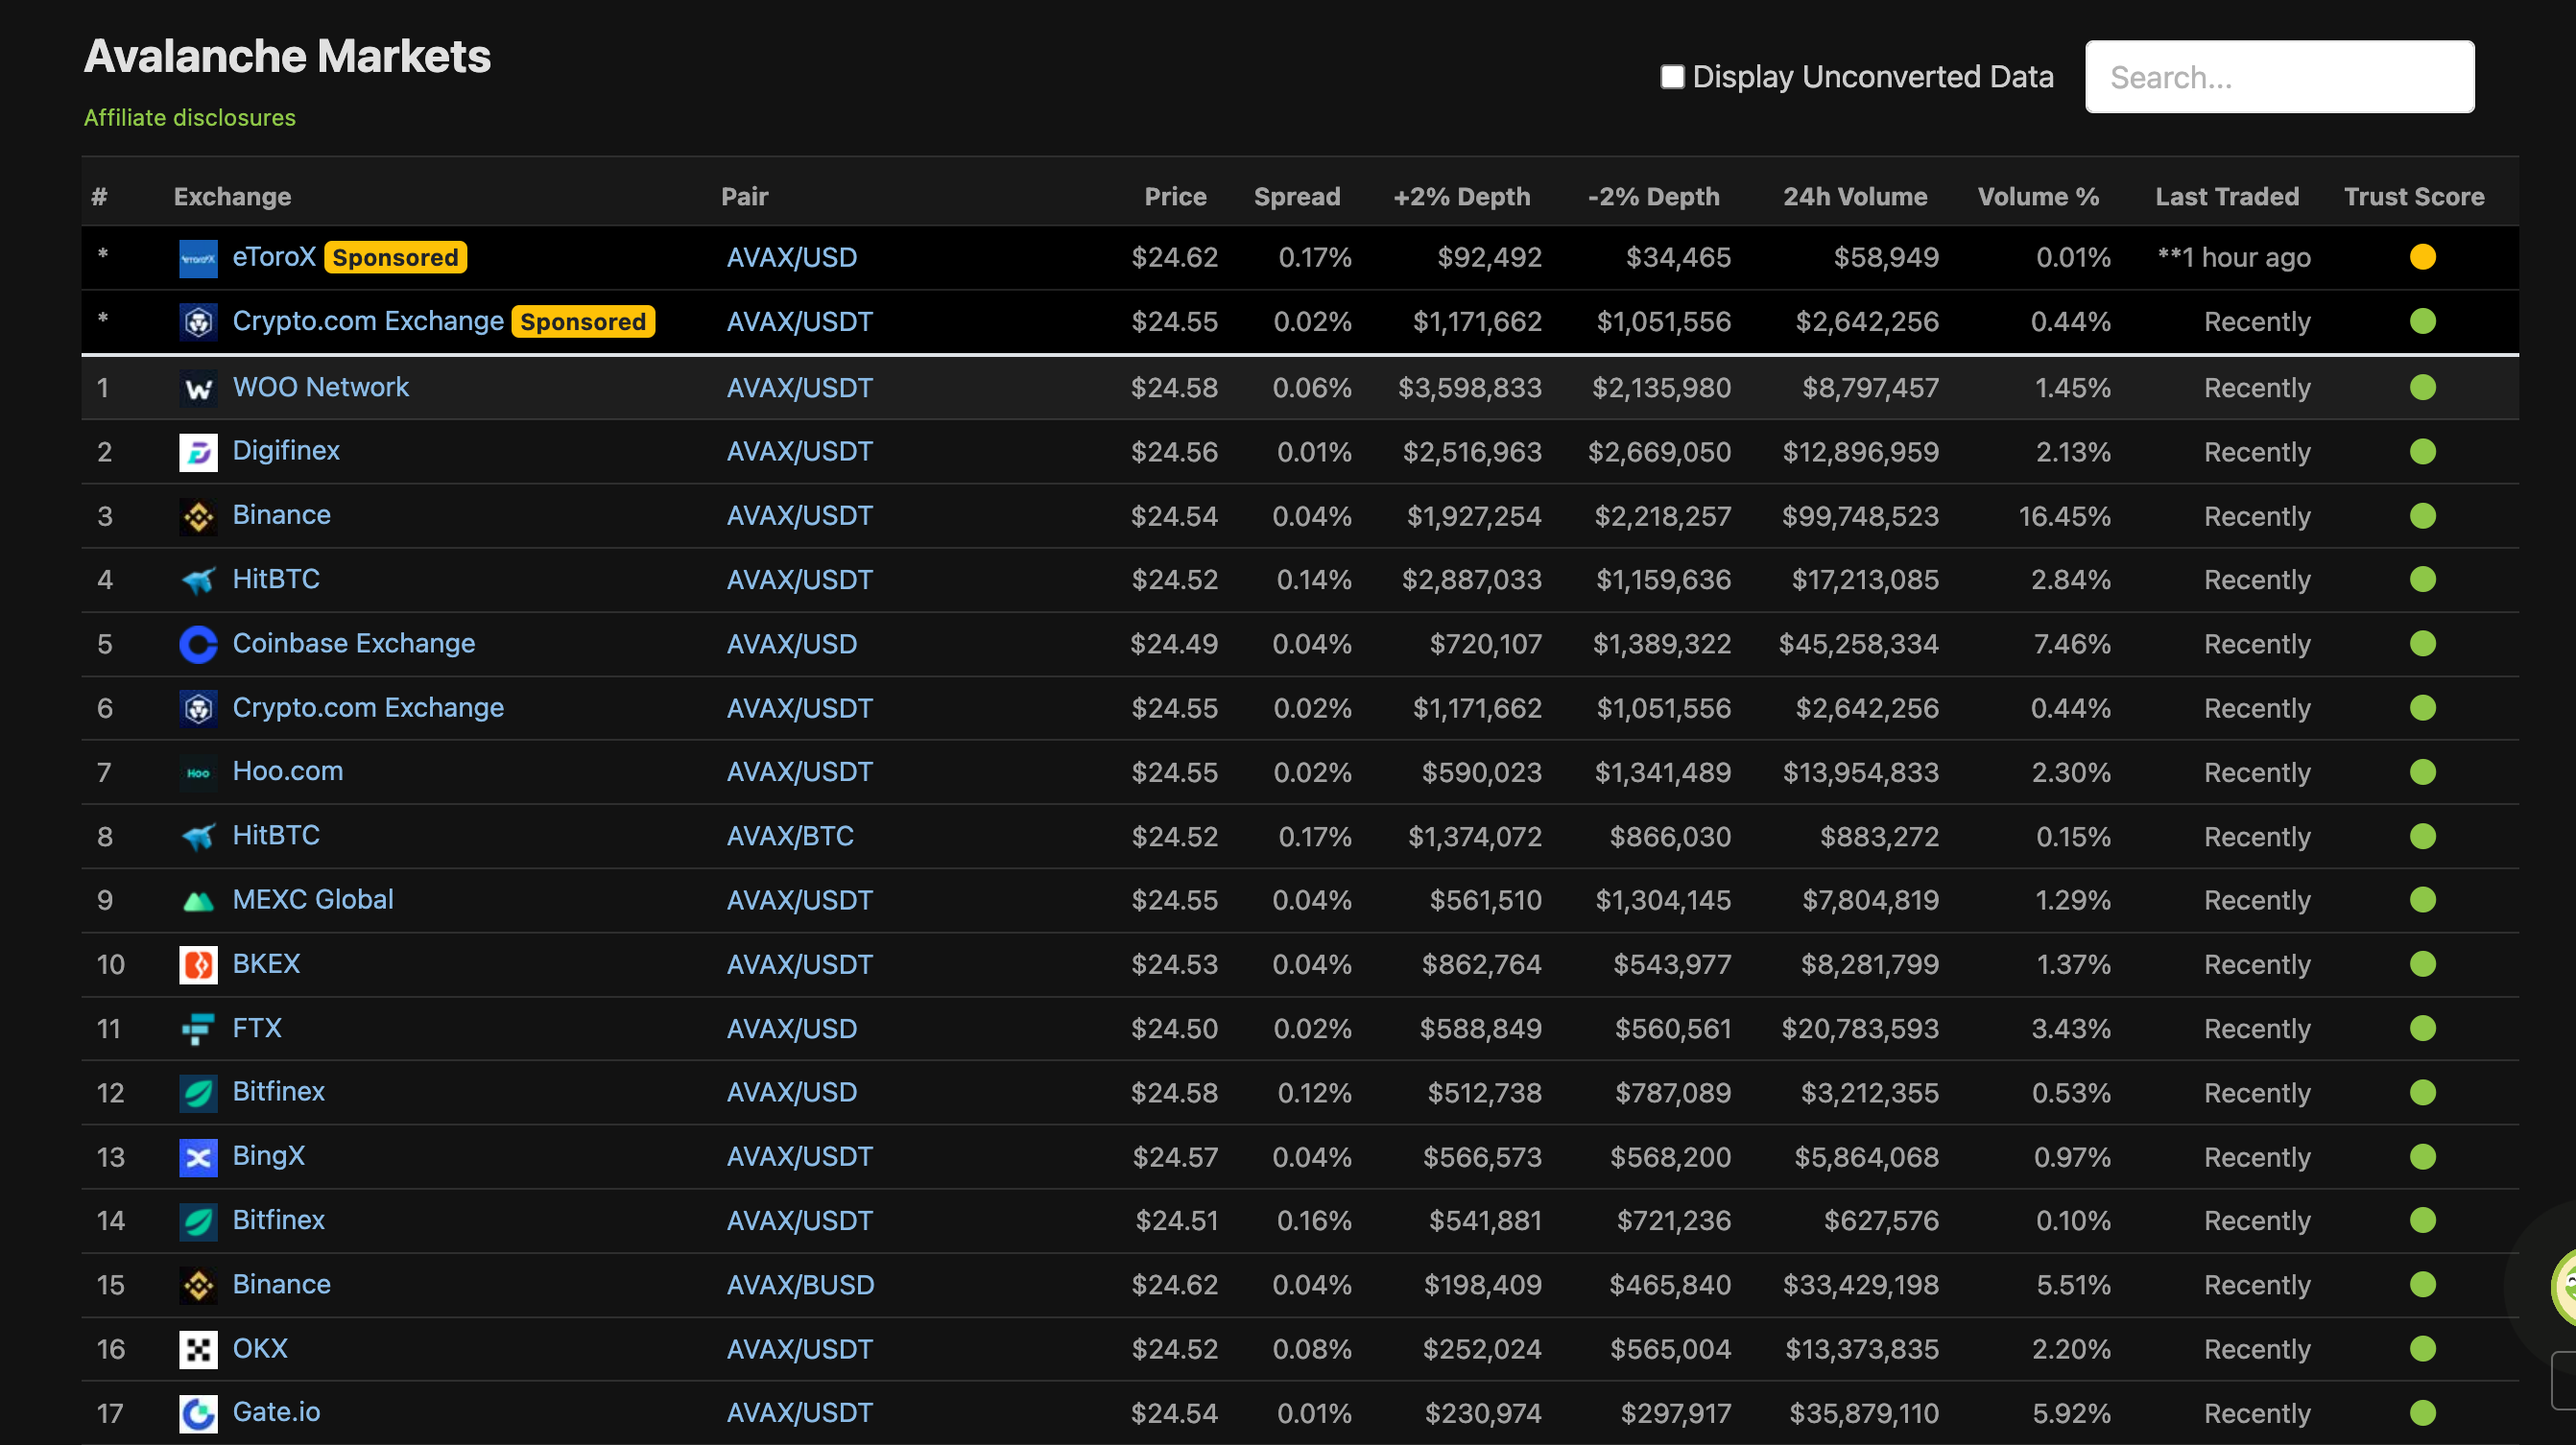 Avalanche Markets
Affiliate disclosures
Display Unconverted Data
Search...
# Exchange Pair Price Spread +2% Depth -2% Depth 24h Volume Volume % Last Traded Trust Score
* eToroX eToroX Sponsored AVAX/USD $24.62 0.17% $92,492 $34,465 $58,949 0.01% **1 hour ago
* Crypto.com Exchange Sponsored AVAX/USDT $24.55 0.02% $1,171,662 $1,051,556 $2,642,256 0.44% Recently
1 WOO Network AVAX/USDT $24.58 0.06% $3,598,833 $2,135,980 $8,797,457 1.45% Recently
2 Digifinex AVAX/USDT $24.56 0.01% $2,516,963 $2,669,050 $12,896,959 2.13% Recently
3 Binance AVAX/USDT $24.54 0.04% $1,927,254 $2,218,257 $99,748,523 16.45% Recently
4 HitBTC AVAX/USDT $24.52 0.14% $2,887,033 $1,159,636 $17,213,085 2.84% Recently
5 Coinbase Exchange AVAX/USD $24.49 0.04% $720,107 $1,389,322 $45,258,334 7.46% Recently
6 Crypto.com Exchange AVAX/USDT $24.55 0.02% $1,171,662 $1,051,556 $2,642,256 0.44% Recently
7 Hoo Hoo.com AVAX/USDT $24.55 0.02% $590,023 $1,341,489 $13,954,833 2.30% Recently
8 HitBTC AVAX/BTC $24.52 0.17% $1,374,072 $866,030 $883,272 0.15% Recently
9 MEXC Global AVAX/USDT $24.55 0.04% $561,510 $1,304,145 $7,804,819 1.29% Recently
10 BKEX AVAX/USDT $24.53 0.04% $862,764 $543,977 $8,281,799 1.37% Recently
11 FTX AVAX/USD $24.50 0.02% $588,849 $560,561 $20,783,593 3.43% Recently
12 Bitfinex AVAX/USD $24.58 0.12% $512,738 $787,089 $3,212,355 0.53% Recently
13 BingX AVAX/USDT $24.57 0.04% $566,573 $568,200 $5,864,068 0.97% Recently
14 Bitfinex AVAX/USDT $24.51 0.16% $541,881 $721,236 $627,576 0.10% Recently
15 Binance AVAX/BUSD $24.62 0.04% $198,409 $465,840 $33,429,198 5.51% Recently
16 OKX AVAX/USDT $24.52 0.08% $252,024 $565,004 $13,373,835 2.20% Recently
17 Gate.io AVAX/USDT $24.54 0.01% $230,974 $297,917 $35,879,110 5.92% Recently